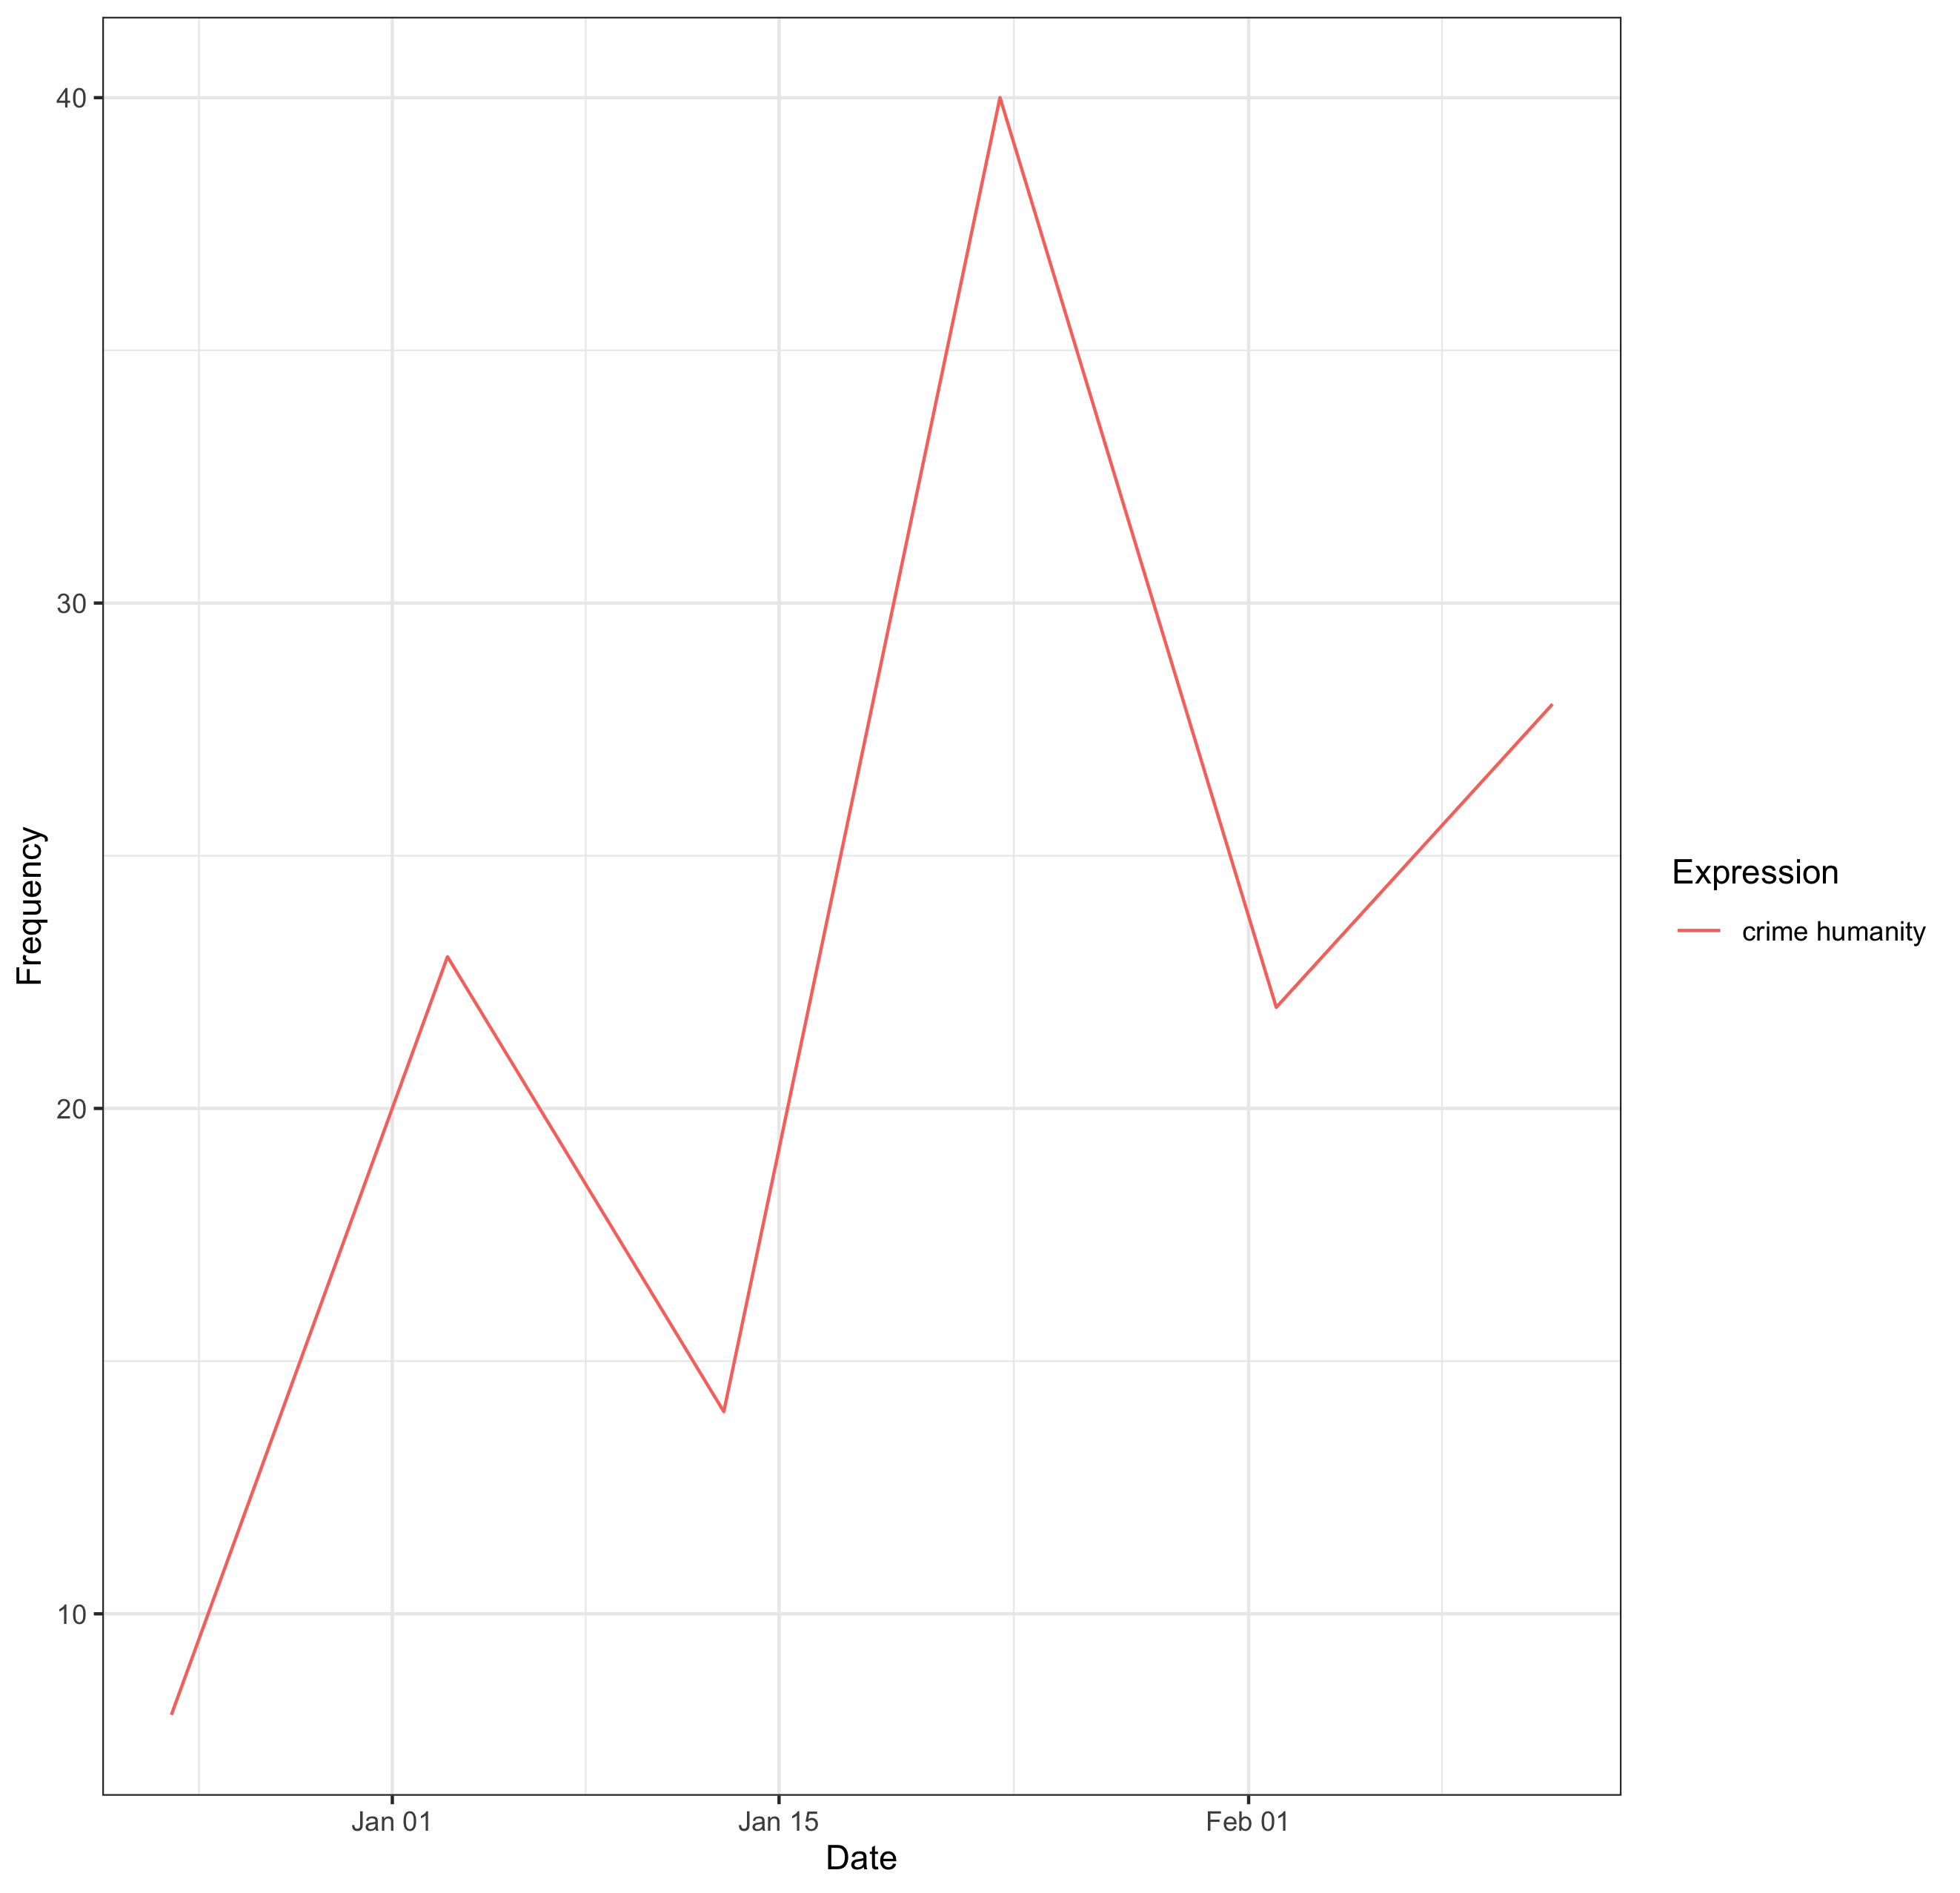 40
30
20
10
Frequency
Jan 01
Jan 15
Feb 01
Date
Expression
crime humanity